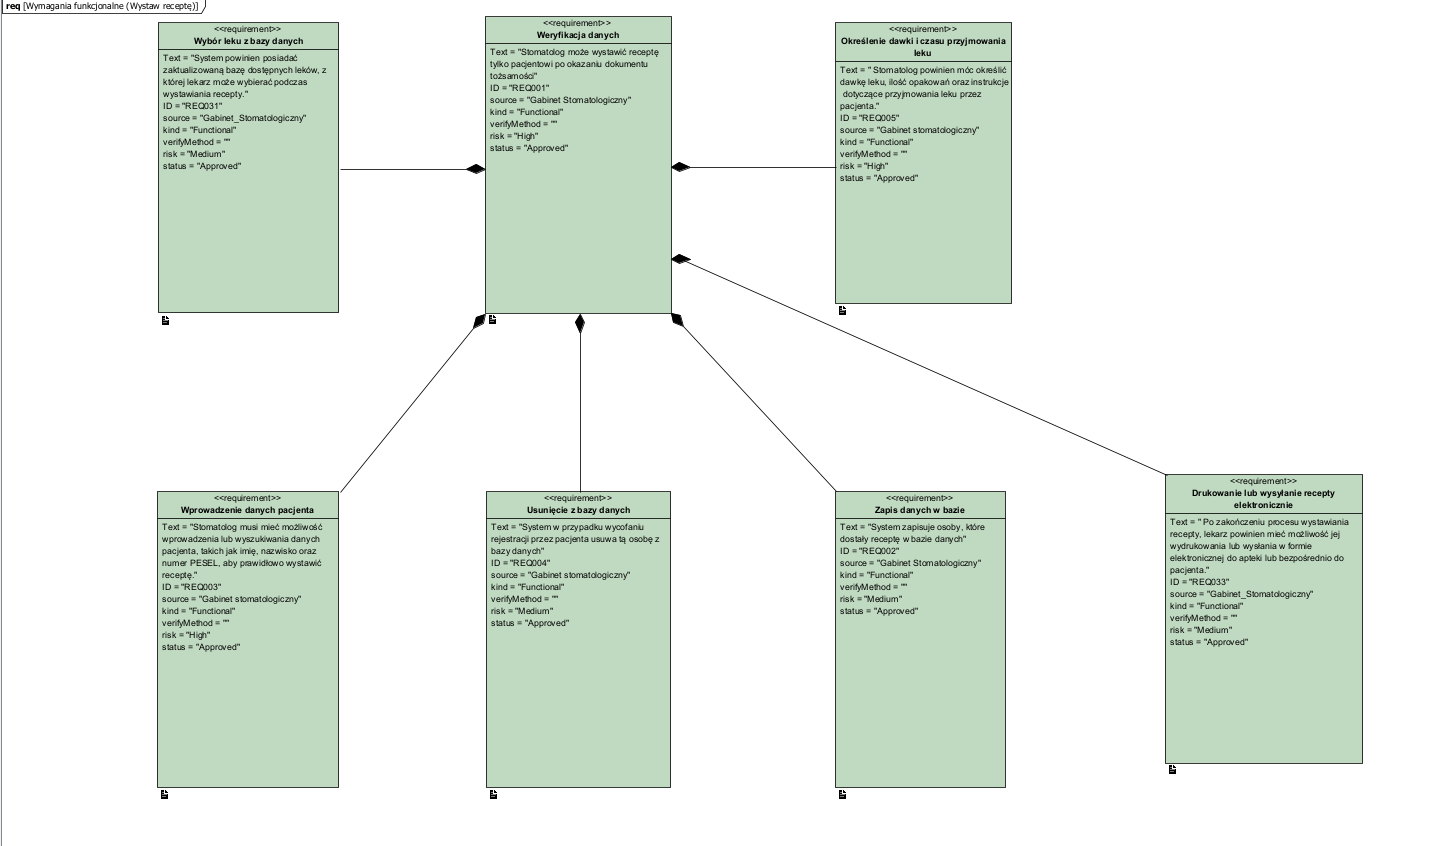 req [Wymagania funkcjonalne (Wystaw receptę)]
<<requirement>>
Wybór leku z bazy danych
Text = "System powinien posiadać
zaktualizowaną bazę dostępnych leków, z
której lekarz może wybierać podczas
wystawiania recepty."
ID = "REQ031"
source = "Gabinet_Stomatologiczny"
kind = "Functional"
verifyMethod = ""
risk = "Medium"
status = "Approved"
<<requirement>>
Weryfikacja danych
Text = "Stomatolog może wystawić receptę
tylko pacjentowi po okazaniu dokumentu
tożsamości"
ID = "REQ001"
source = "Gabinet Stomatologiczny"
kind = "Functional"
verifyMethod = ""
risk = "High"
status = "Approved"
<<requirement>>
Określenie dawki i czasu przyjmowania
leku
Text = " Stomatolog powinien móc określić
dawkę leku, ilość opakowań oraz instrukcje
dotyczące przyjmowania leku przez
pacjenta."
ID = "REQ005"
source = "Gabinet stomatologiczny"
kind = "Functional"
verifyMethod = ""
risk = "High"
status = "Approved"
<<requirement>>
Wprowadzenie danych pacjenta
Text = "Stomatolog musi mieć możliwość
wprowadzenia lub wyszukiwania danych
pacjenta, takich jak imię, nazwisko oraz
numer PESEL, aby prawidłowo wystawić
receptę."
ID = "REQ003"
source = "Gabinet stomatologiczny"
kind = "Functional"
verifyMethod = ""
risk = "High"
status = "Approved"
<<requirement>>
Usunięcie z bazy danych
Text = "System w przypadku wycofaniu
rejestracji przez pacjenta usuwa tą osobę z
bazy danych"
ID = "REQ004"
source = "Gabinet stomatologiczny"
kind = "Functional"
verifyMethod = ""
risk = "Medium"
status = "Approved"
<<requirement>>
Zapis danych w bazie
Text = "System zapisuje osoby, które
dostały receptę w bazie danych"
ID = "REQ002"
source = "Gabinet Stomatologiczny"
kind = "Functional"
verifyMethod = ""
risk = "Medium"
status = "Approved"
<<requirement>>
Drukowanie lub wysyłanie recepty
elektronicznie
Text = " Po zakończeniu procesu wystawiania
recepty, lekarz powinien mieć możliwość jej
wydrukowania lub wysłania w formie
elektronicznej do apteki lub bezpośrednio do
pacjenta."
ID = "REQ033"
source = "Gabinet_Stomatologiczny"
kind = "Functional"
verifyMethod = ""
risk = "Medium"
status = "Approved"